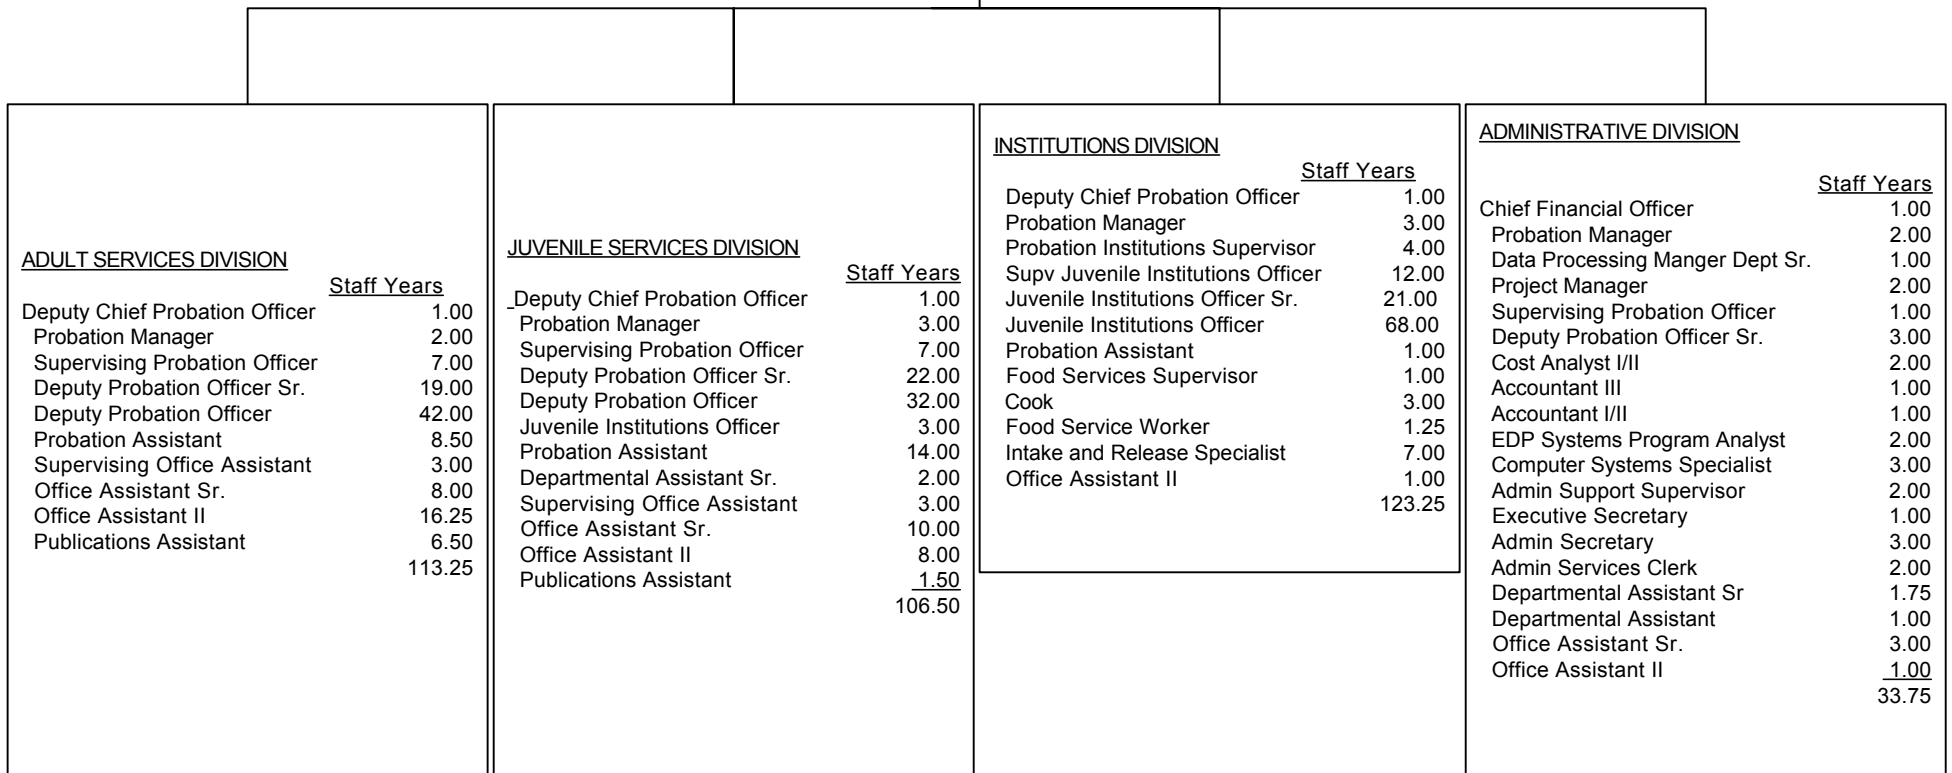 ADULT SERVICES DIVISION
Staff Years
Deputy Chief Probation Officer 1.00
Probation Manager 2.00
Supervising Probation Officer 7.00
Deputy Probation Officer Sr. 19.00
Deputy Probation Officer 42.00
Probation Assistant 8.50
Supervising Office Assistant 3.00
Office Assistant Sr. 8.00
Office Assistant II 16.25
Publications Assistant 6.50
113.25
JUVENILE SERVICES DIVISION
Staff Years
Deputy Chief Probation Officer 1.00
Probation Manager 3.00
Supervising Probation Officer 7.00
Deputy Probation Officer Sr. 22.00
Deputy Probation Officer 32.00
Juvenile Institutions Officer 3.00
Probation Assistant 14.00
Departmental Assistant Sr. 2.00
Supervising Office Assistant 3.00
Office Assistant Sr. 10.00
Office Assistant II 8.00
Publications Assistant 1.50
106.50
INSTITUTIONS DIVISION
Staff Years
Deputy Chief Probation Officer 1.00
Probation Manager 3.00
Probation Institutions Supervisor 4.00
Supv Juvenile Institutions Officer 12.00
Juvenile Institutions Officer Sr. 21.00
Juvenile Institutions Officer 68.00
Probation Assistant 1.00
Food Services Supervisor 1.00
Cook 3.00
Food Service Worker 1.25
Intake and Release Specialist 7.00
Office Assistant II 1.00
123.25
ADMINISTRATIVE DIVISION
Staff Years
Chief Financial Officer 1.00
Probation Manager 2.00
Data Processing Manger Dept Sr. 1.00
Project Manager 2.00
Supervising Probation Officer 1.00
Deputy Probation Officer Sr. 3.00
Cost Analyst I/II 2.00
Accountant III 1.00
Accountant I/II 1.00
EDP Systems Program Analyst 2.00
Computer Systems Specialist 3.00
Admin Support Supervisor 2.00
Executive Secretary 1.00
Admin Secretary 3.00
Admin Services Clerk 2.00
Departmental Assistant Sr 1.75
Departmental Assistant 1.00
Office Assistant Sr. 3.00
Office Assistant II 1.00
33.75